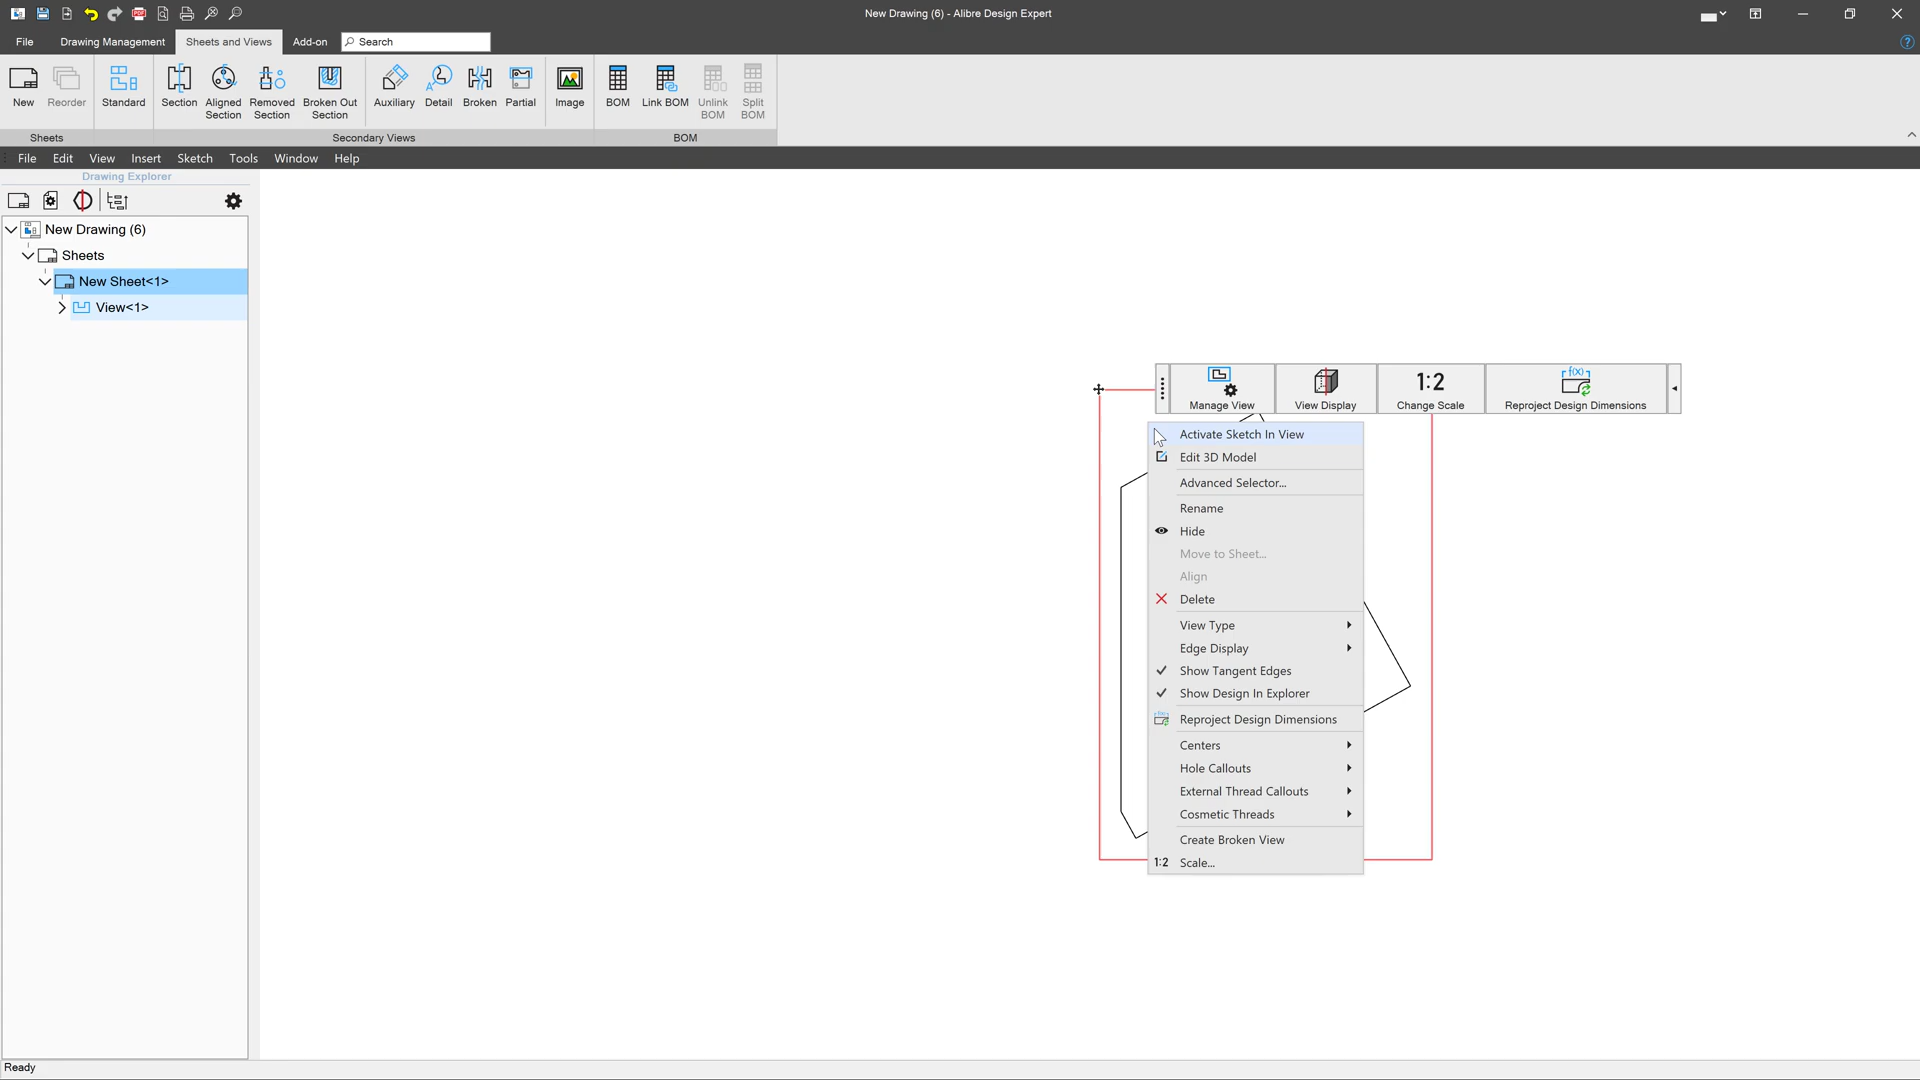 New Drawing (6) - Alibre Design Expert
File Drawing Management Sheets and Views Add-on Search
New Reorder Standard Section Aligned Section Removed Section Broken Out Section Auxiliary Detail Broken Partial Image BOM Link BOM Unlink BOM Split BOM
Sheets Secondary Views BOM
File Edit View Insert Sketch Tools Window Help
Drawing Explorer
New Drawing (6)
Sheets
New Sheet<1>
View<1>
1:2
Manage View View Display Change Scale Reproject Design Dimensions
Activate Sketch In View
Edit 3D Model
Advanced Selector...
Rename
Hide
Move to Sheet...
Align
Delete
View Type
Edge Display
Show Tangent Edges
Show Design In Explorer
Reproject Design Dimensions
Centers
Hole Callouts
External Thread Callouts
Cosmetic Threads
Create Broken View
1:2 Scale...
Ready